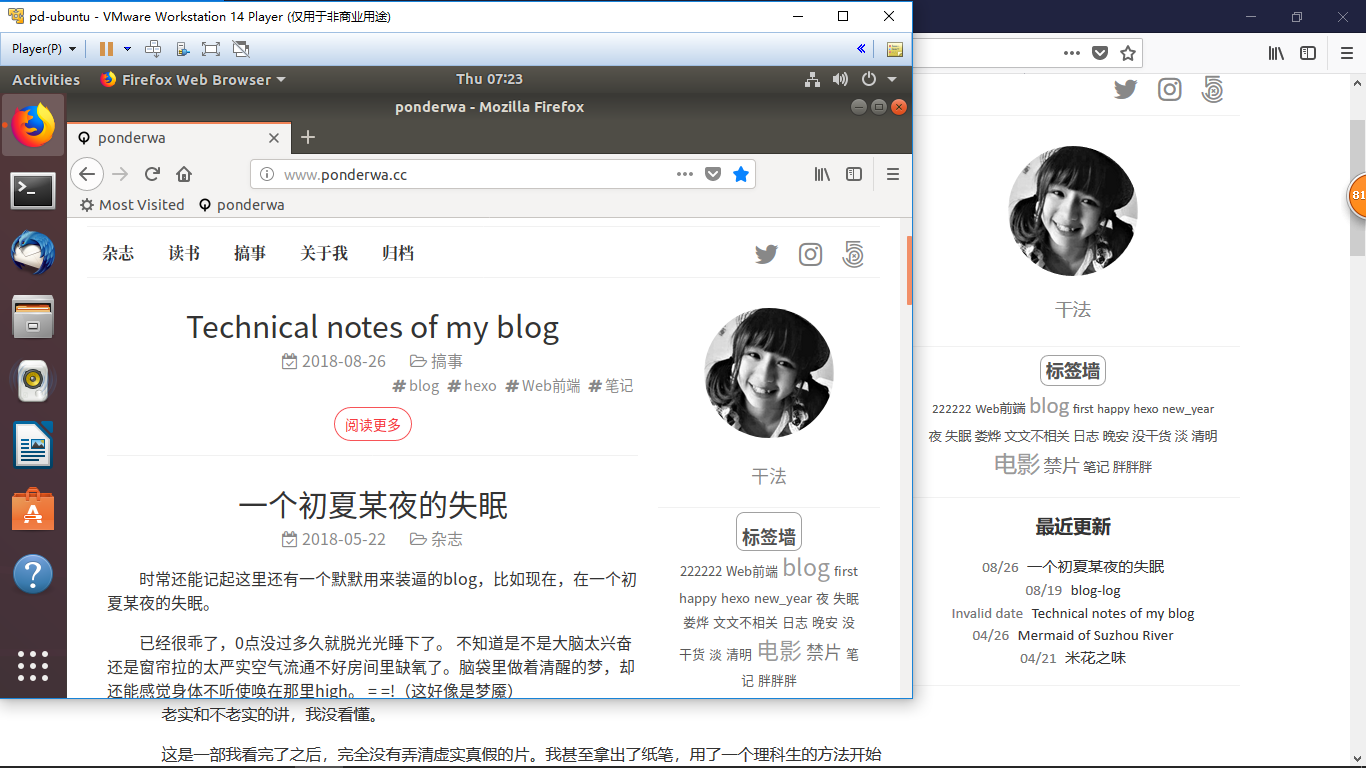 pd-ubuntu - VMware Workstation 14 Player (仅用于非商业用途)
Player(P)
Activities
Firefox Web Browser
Thu 07:23
ponderwa - Mozilla Firefox
ponderwa
www.ponderwa.cc
Most Visited
ponderwa
杂志 读书 搞事 关于我 归档
Technical notes of my blog
2018-08-26 搞事
# blog # hexo # Web前端 # 笔记
阅读更多
一个初夏某夜的失眠
2018-05-22 杂志
时常还能记起这里还有一个默默用来装逼的blog，比如现在，在一个初
夏某夜的失眠。
已经很乖了，0点没过多久就脱光光睡下了。 不知道是不是大脑太兴奋
还是窗帘拉的太严实空气流通不好房间里缺氧了。脑袋里做着清醒的梦，却
还能感觉身体不听使唤在那里high。 = =!（这好像是梦魇）
干法
标签墙
222222 Web前端 blog first
happy hexo new_year 夜 失眠
娄烨 文文不相关 日志 晚安 没
干货 淡 清明 电影 禁片 笔
记 胖胖胖
老实和不老实的讲，我没看懂。
这是一部我看完了之后，完全没有弄清虚实真假的片。我甚至拿出了纸笔，用了一个理科生的方法开始
81
干法
标签墙
222222 Web前端 blog first happy hexo new_year
夜 失眠 娄烨 文文不相关 日志 晚安 没干货 淡 清明
电影 禁片 笔记 胖胖胖
最近更新
08/26 一个初夏某夜的失眠
08/19 blog-log
Invalid date Technical notes of my blog
04/26 Mermaid of Suzhou River
04/21 米花之味